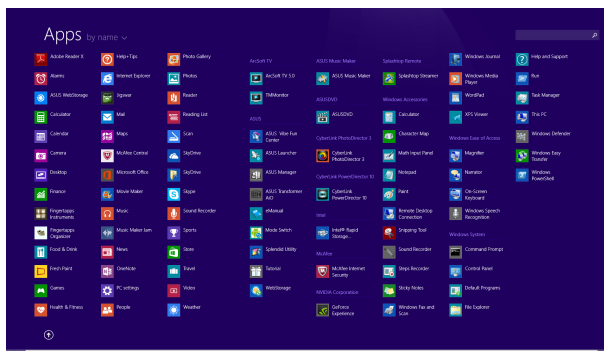 Apps by name
Adobe Reader X
Alarms
ASUS WebStorage
Calculator
Calendar
Camera
Desktop
Finance
Fingertapps
Instruments
Fingertapps
Organizer
Food & Drink
Fresh Paint
Games
Health & Fitness
Help+Tips
Internet Explorer
Jigswar
Mail
Maps
McAfee Central
Microsoft Office
Movie Maker
Music
Music Maker Jam
News
OneNote
PC settings
People
Photo Gallery
Photos
Reader
Reading List
Scan
SkyDrive
SkyDrive
Skype
Sound Recorder
Sports
Store
Travel
Video
Weather
ArcSoft TV
ArcSoft TV 5.0
TMMonitor
ASUS
ASUS Vibe Fun
Center
ASUS Launcher
ASUS Manager
ASUS Transformer
AiO
eManual
Mode Switch
Splendid Utility
Tutorial
WebStorage
ASUS Music Maker
ASUS Music Maker
ASUSDVD
ASUSDVD
CyberLink PhotoDirector 3
CyberLink
PhotoDirector 3
CyberLink PowerDirector 10
CyberLink
PowerDirector 10
Intel
Intel® Rapid
Storage ...
McAfee
McAfee Internet
Security
NVIDIA Corporation
GeForce
Experience
Splashtop Remote
Splashtop Streamer
Windows Accessories
Calculator
Character Map
Math Input Panel
Notepad
Paint
Remote Desktop
Connection
Snipping Tool
Sound Recorder
Steps Recorder
Sticky Notes
Windows Fax and
Scan
Windows Journal
Windows Media
Player
WordPad
XPS Viewer
Windows Ease of Access
Magnifier
Narrator
On-Screen
Keyboard
Windows Speech
Recognition
Windows System
Command Prompt
Control Panel
Default Programs
File Explorer
Help and Support
Run
Task Manager
This PC
Windows Defender
Windows Easy
Transfer
Windows
PowerShell